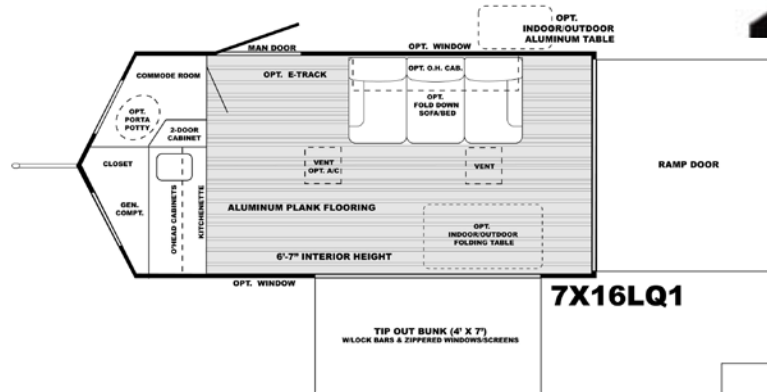 OPT.
INDOOR/OUTDOOR
ALUMINUM TABLE
MAN DOOR
OPT. WINDOW
COMMODE ROOM
OPT. E-TRACK
OPT. O.H. CAB.
OPT.
FOLD DOWN
SOFA/BED
OPT.
PORTA
POTTY
2-DOOR
CABINET
CLOSET
VENT
OPT. A/C
VENT
RAMP DOOR
GEN.
COMPT.
O'HEAD CABINETS
KITCHENETTE
ALUMINUM PLANK FLOORING
OPT.
INDOOR/OUTDOOR
FOLDING TABLE
6'-7" INTERIOR HEIGHT
OPT. WINDOW
7X16LQ1
TIP OUT BUNK (4' X 7')
W/LOCK BARS & ZIPPERED WINDOWS/SCREENS